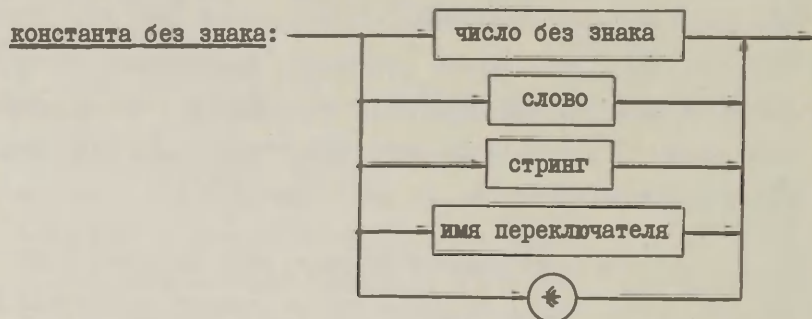 константа без знака:
число без знака
слово
стринг
имя переключателя
*